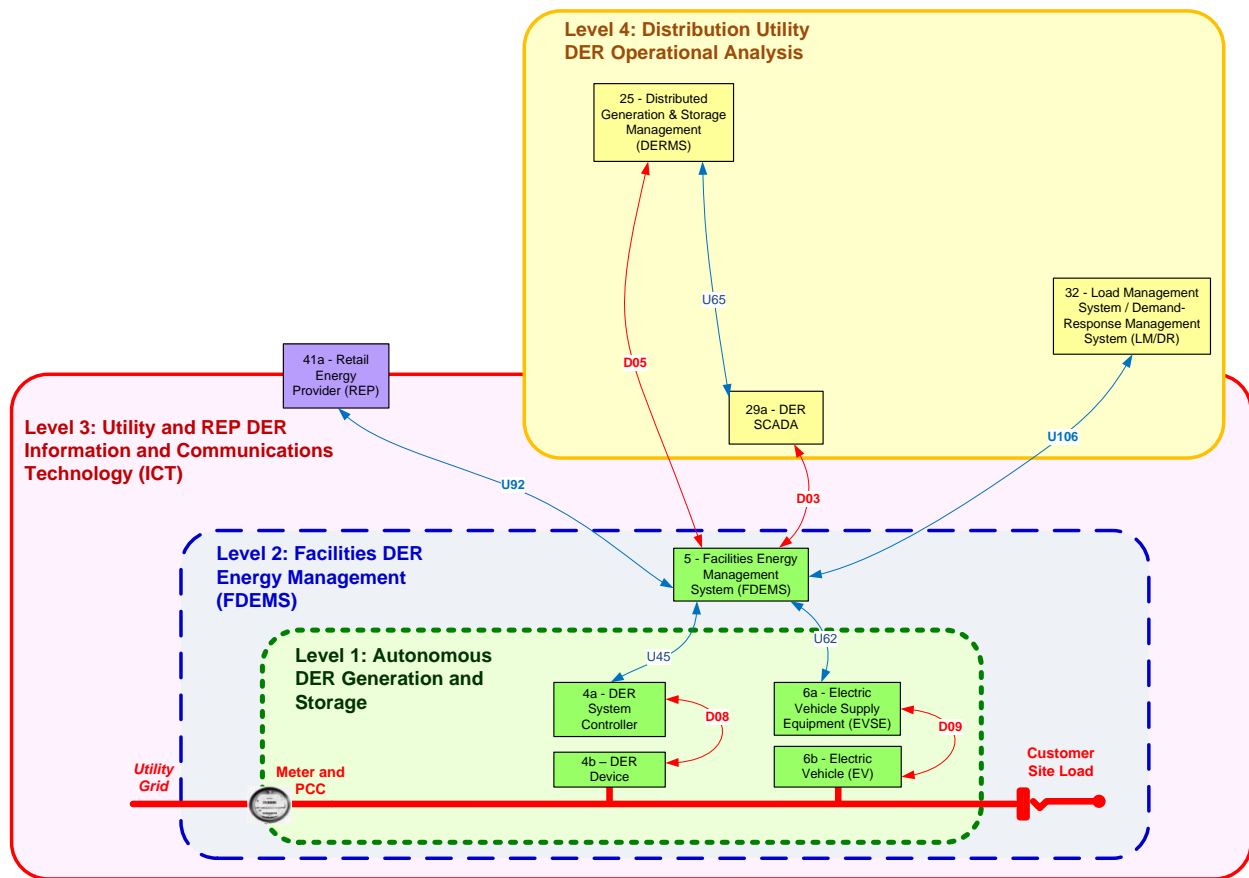 Level 4: Distribution Utility
DER Operational Analysis
25 - Distributed
Generation & Storage
Management
(DERMS)
U65
32 - Load Management
System / Demand-
Response Management
System (LM/DR)
41a - Retail
Energy
Provider (REP)
D05
29a - DER
SCADA
Level 3: Utility and REP DER
Information and Communications
Technology (ICT)
U106
U92
D03
Level 2: Facilities DER
Energy Management
(FDEMS)
5 - Facilities Energy
Management
System (FDEMS)
U45
U62
Level 1: Autonomous
DER Generation and
Storage
4a - DER
System
Controller
D08
6a - Electric
Vehicle Supply
Equipment (EVSE)
D09
4b – DER
Device
6b - Electric
Vehicle (EV)
Utility
Grid
Meter and
PCC
Customer
Site Load